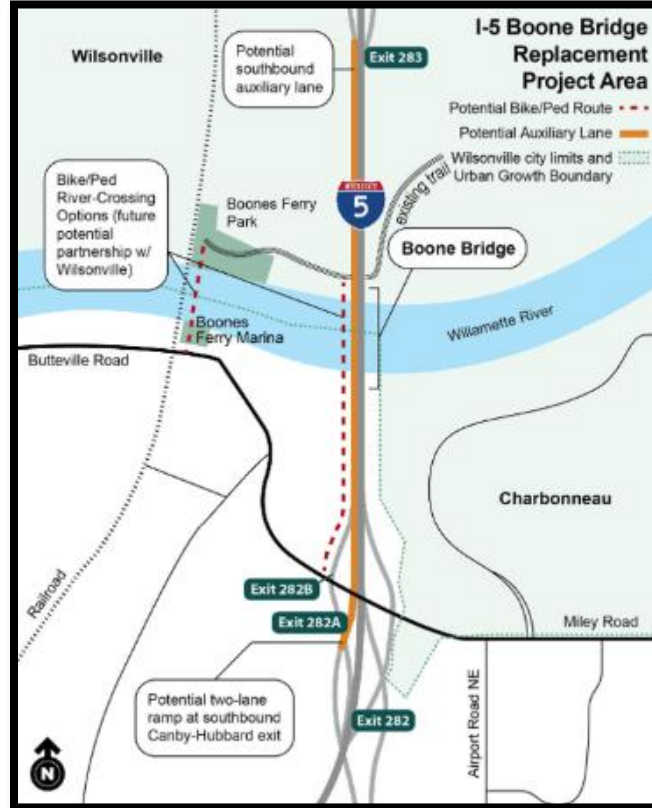 I-5 Boone Bridge
Replacement
Project Area
Potential Bike/Ped Route
Potential Auxiliary Lane
Wilsonville city limits and
Urban Growth Boundary
Wilsonville
Potential
southbound
auxiliary lane
Exit 283
Bike/Ped
River-Crossing
Options (future
potential
partnership w/
Wilsonville)
Boones Ferry
Park
INTERSTATE
5
existing trail
Boone Bridge
Boones
Ferry Marina
Willamette River
Butteville Road
Charbonneau
Railroad
Exit 282B
Exit 282A
Miley Road
Potential two-lane
ramp at southbound
Canby-Hubbard exit
Exit 282
Airport Road NE
N